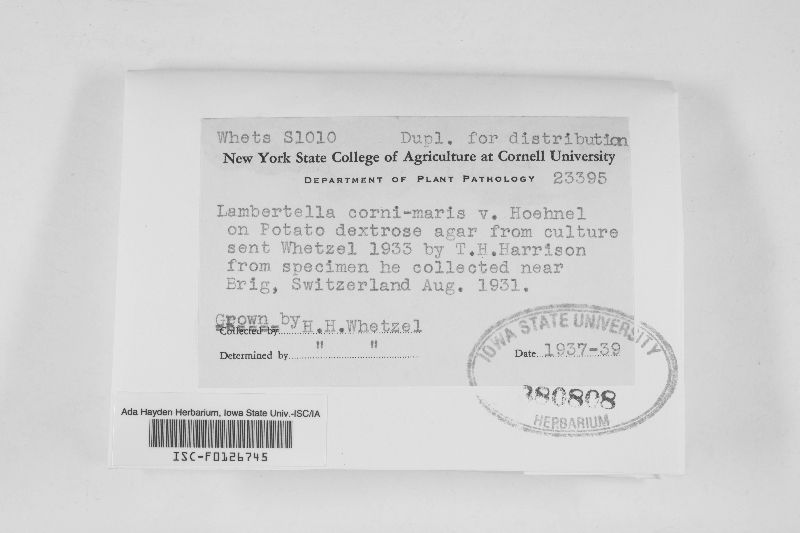 Whets S1010 Dupl. for distribution
New York State College of Agriculture at Cornell University
DEPARTMENT OF PLANT PATHOLOGY 23395
Lambertella corni-maris v. Hoehnel
on Potato dextrose agar from culture
sent Whetzel 1933 by T.H.Harrison
from specimen he collected near
Brig, Switzerland Aug. 1931.
Grown by
Collected by H.H.Whetzel
Determined by " "
Date 1937-39
IOWA STATE UNIVERSITY
380808
HERBARIUM
Ada Hayden Herbarium, Iowa State Univ.-ISC/IA
ISC-F0126745